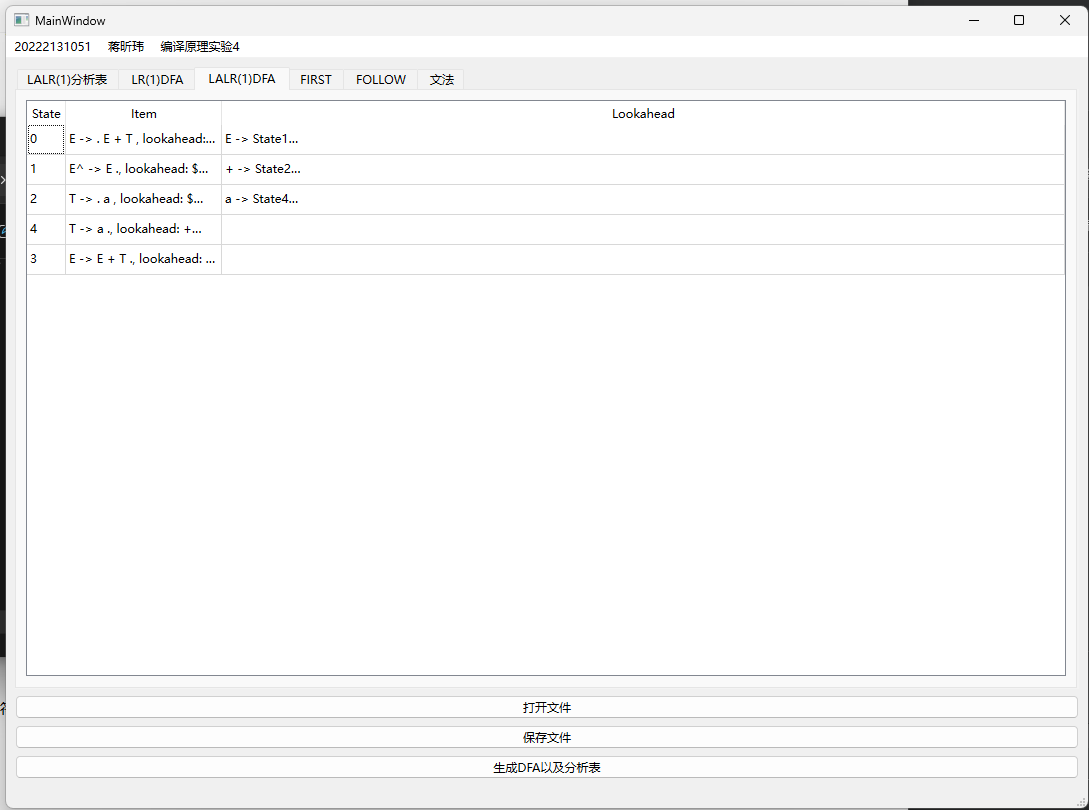 MainWindow
20222131051 蒋昕玮 编译原理实验4
LALR(1)分析表 LR(1)DFA LALR(1)DFA FIRST FOLLOW 文法
State Item Lookahead
0 E -> . E + T , lookahead:... E -> State1...
1 E^ -> E ., lookahead: $... + -> State2...
2 T -> . a , lookahead: $... a -> State4...
4 T -> a ., lookahead: +...
3 E -> E + T ., lookahead: ...
打开文件
保存文件
生成DFA以及分析表